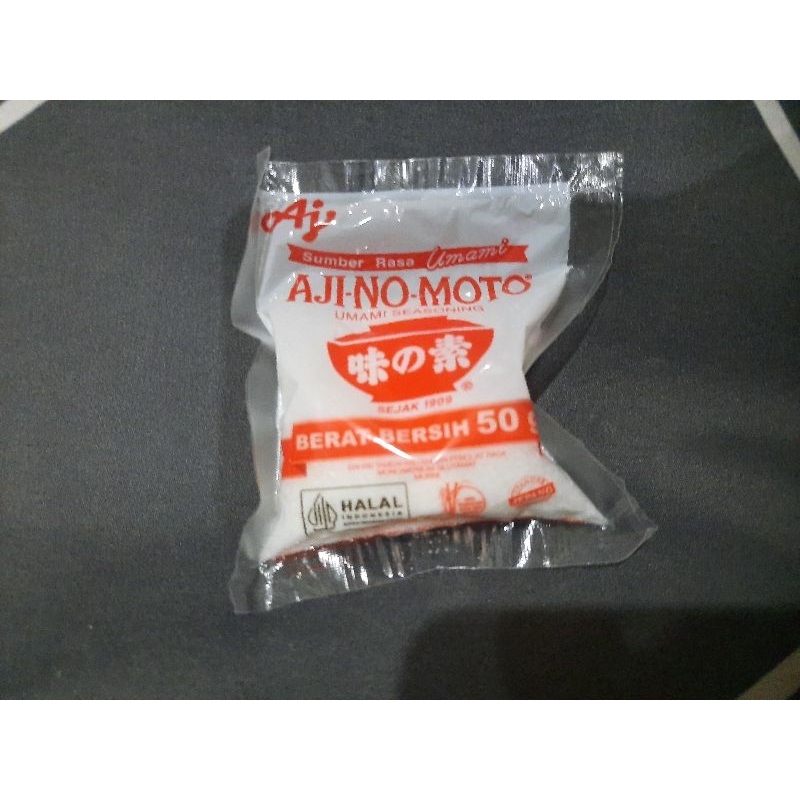 Aji
Sumber Rasa Umami
AJI-NO-MOTO®
UMAMI SEASONING
味の素
®
SEJAK 1909
BERAT BERSIH 50 g
HALAL
INDONESIA